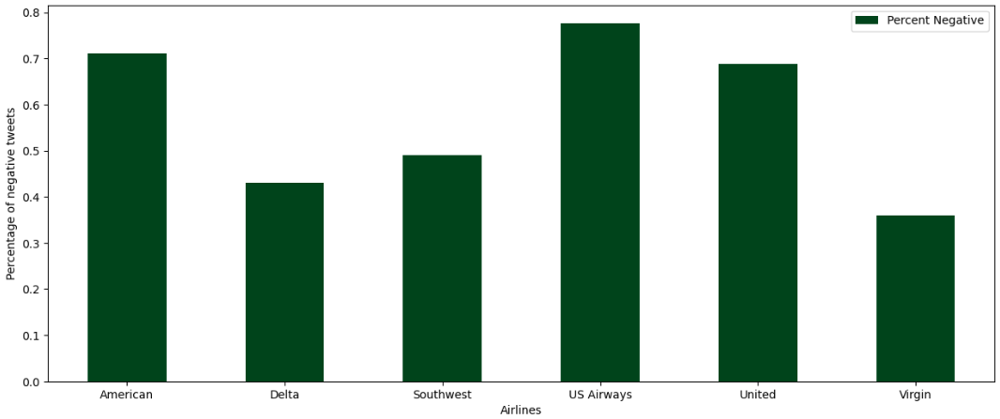 Percent Negative
Percentage of negative tweets
0.8
0.7
0.6
0.5
0.4
0.3
0.2
0.1
0.0
American Delta Southwest US Airways United Virgin
Airlines